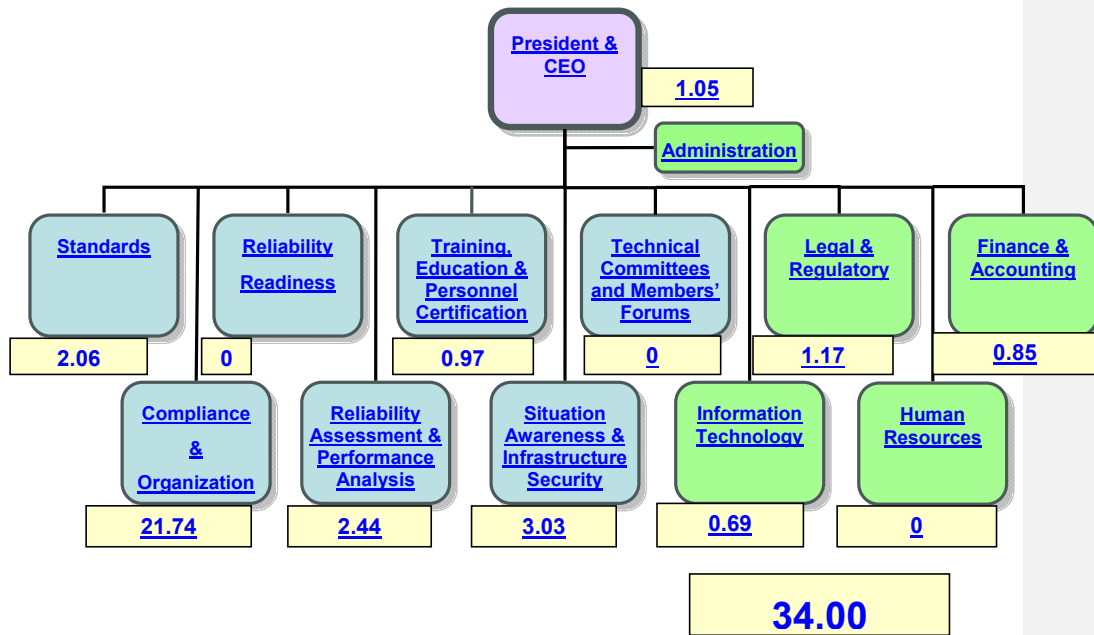 President &
CEO
1.05
Administration
Standards
2.06
Reliability
Readiness
0
Training,
Education &
Personnel
Certification
0.97
Technical
Committees
and Members’
Forums
0
Legal &
Regulatory
1.17
Finance &
Accounting
0.85
Compliance
&
Organization
21.74
Reliability
Assessment &
Performance
Analysis
2.44
Situation
Awareness &
Infrastructure
Security
3.03
Information
Technology
0.69
Human
Resources
0
34.00